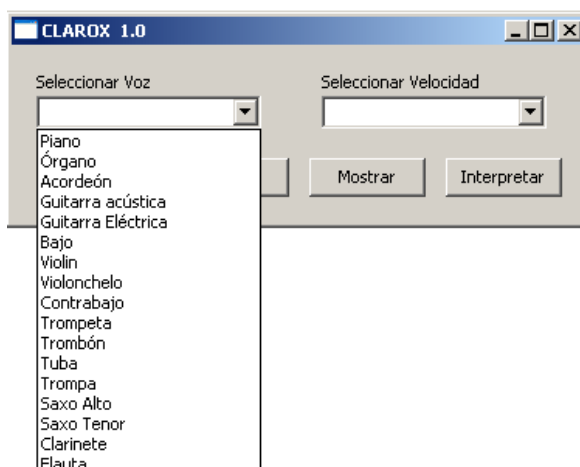 CLAROX 1.0
Seleccionar Voz
Seleccionar Velocidad
Mostrar
Interpretar
Piano
Órgano
Acordeón
Guitarra acústica
Guitarra Eléctrica
Bajo
Violin
Violonchelo
Contrabajo
Trompeta
Trombón
Tuba
Trompa
Saxo Alto
Saxo Tenor
Clarinete
Flauta